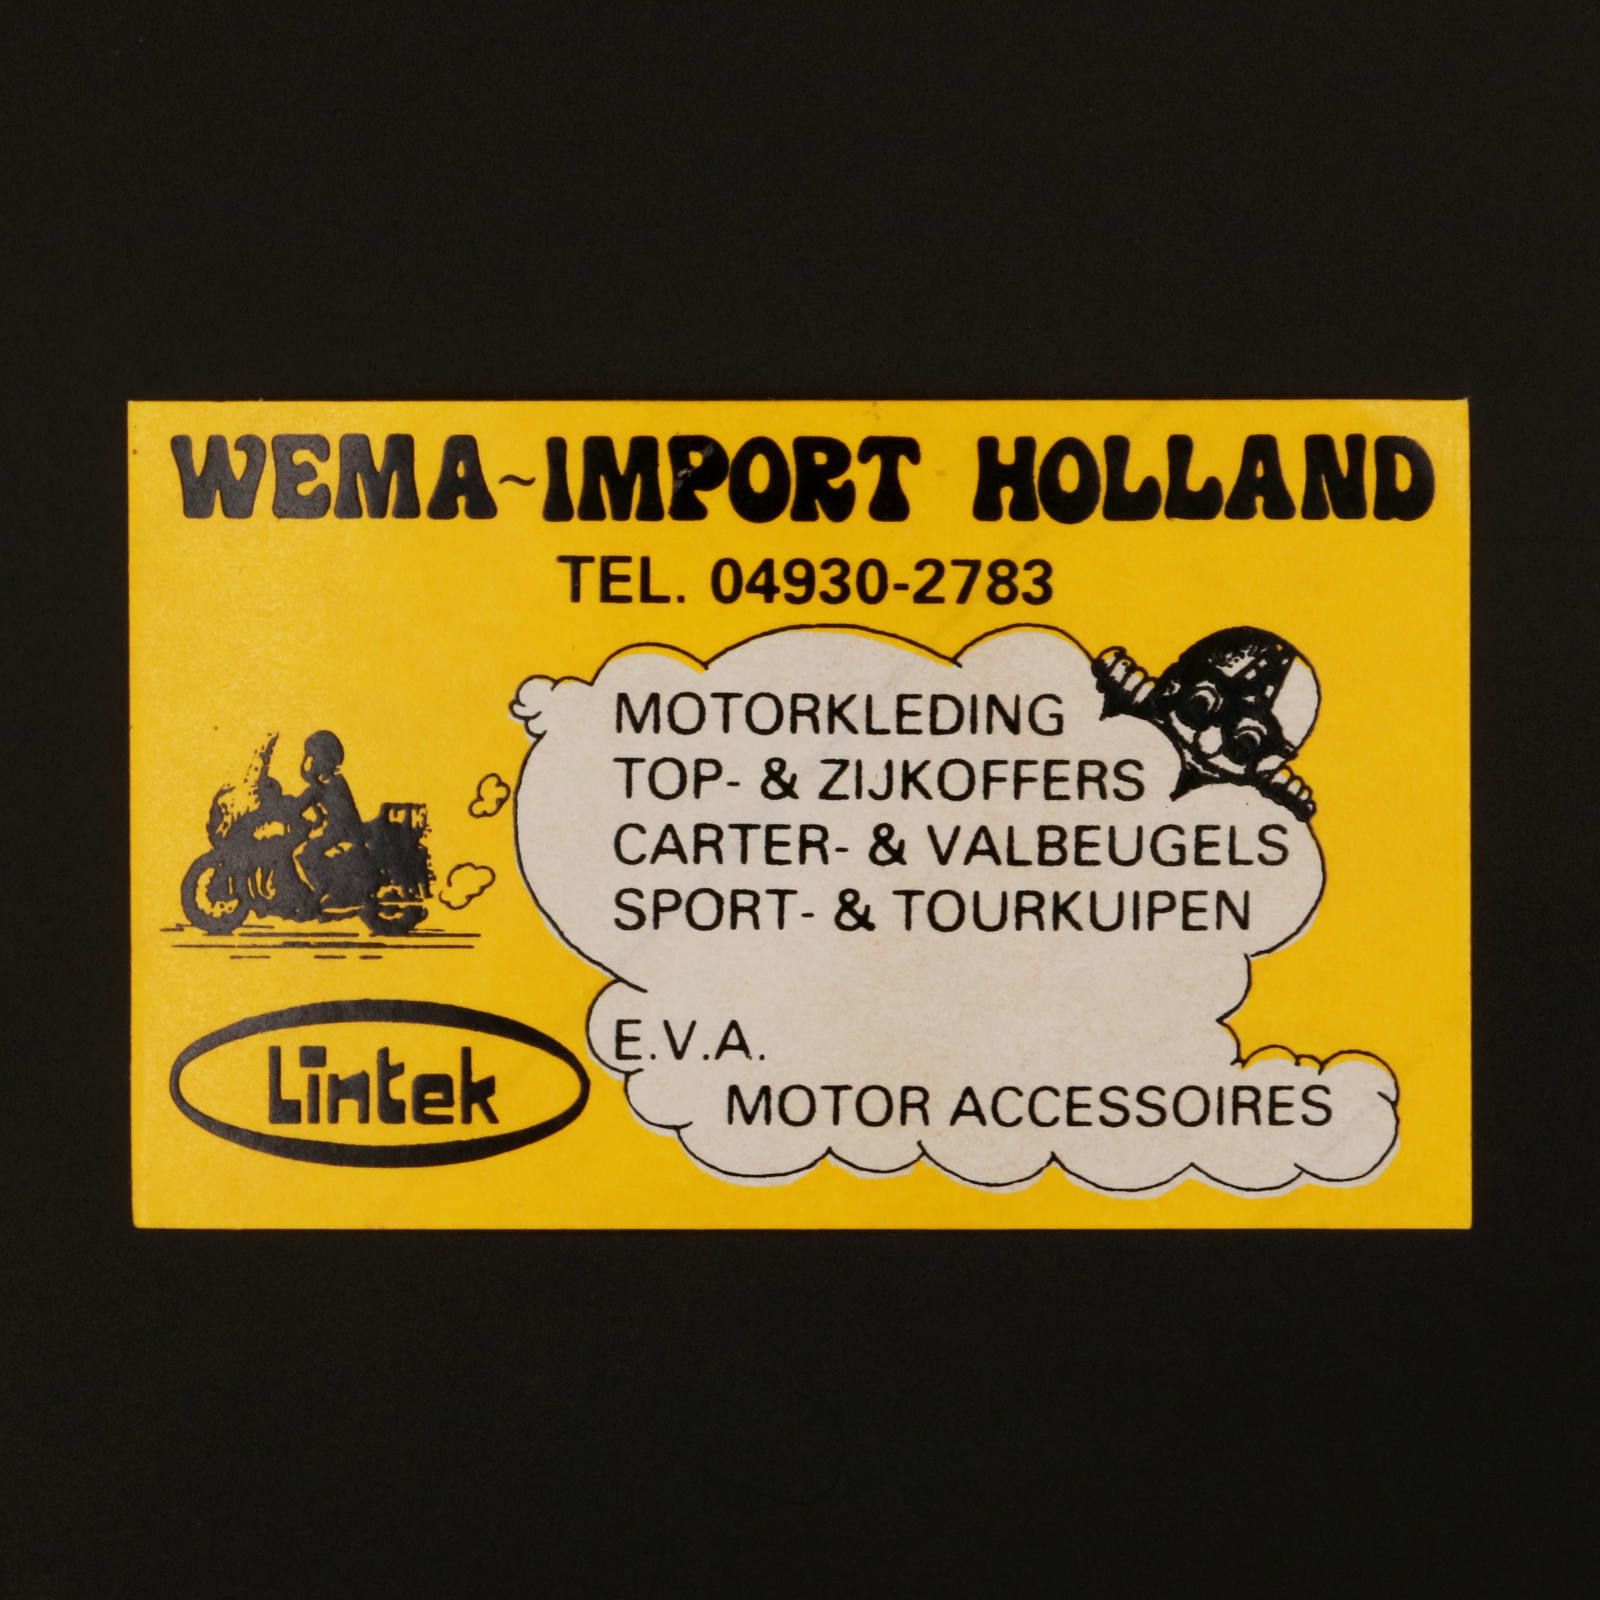 WEMA~IMPORT HOLLAND
TEL. 04930-2783
MOTORKLEDING
TOP- & ZIJKOFFERS
CARTER- & VALBEUGELS
SPORT- & TOURKUIPEN
E.V.A.
MOTOR ACCESSOIRES
Lintek